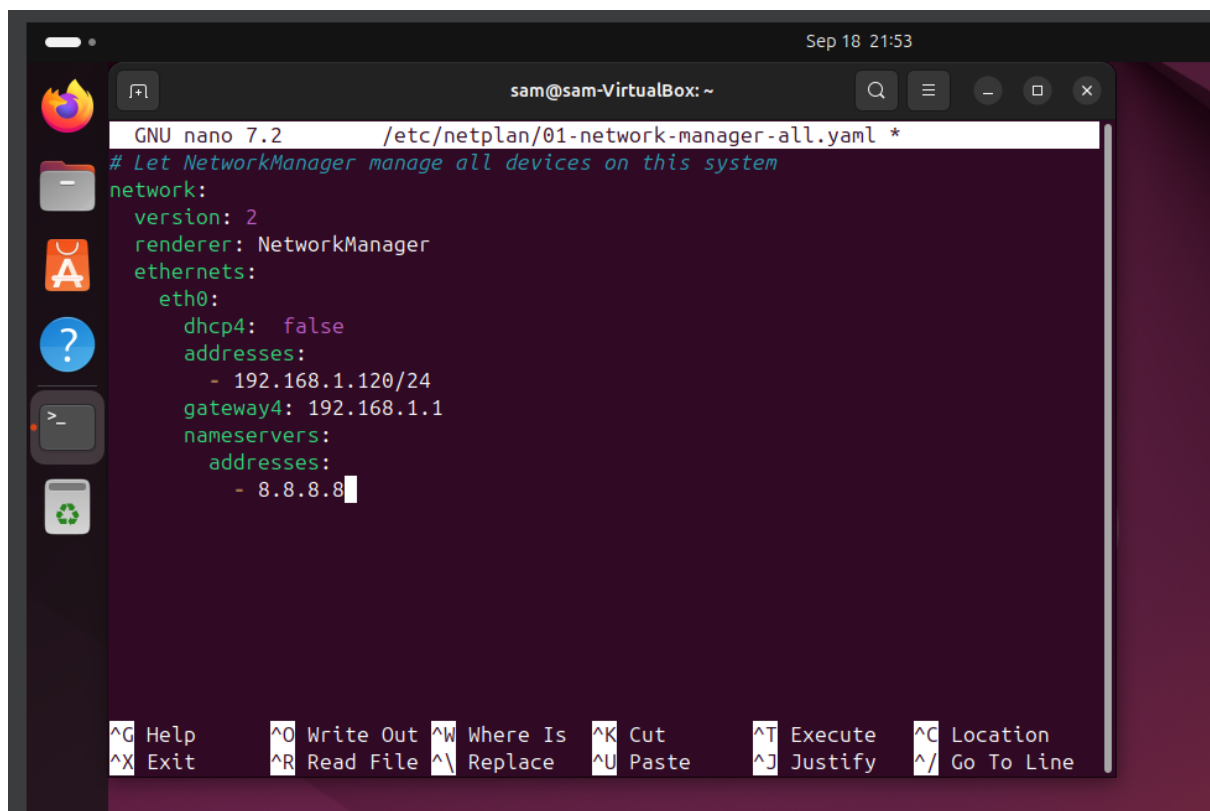 Sep 18 21:53
sam@sam-VirtualBox: ~
GNU nano 7.2 /etc/netplan/01-network-manager-all.yaml *
# Let NetworkManager manage all devices on this system
network:
  version: 2
  renderer: NetworkManager
  ethernets:
    eth0:
      dhcp4:  false
      addresses:
        - 192.168.1.120/24
      gateway4: 192.168.1.1
      nameservers:
        addresses:
          - 8.8.8.8
^G Help ^O Write Out ^W Where Is ^K Cut ^T Execute ^C Location
^X Exit ^R Read File ^\ Replace ^U Paste ^J Justify ^/ Go To Line